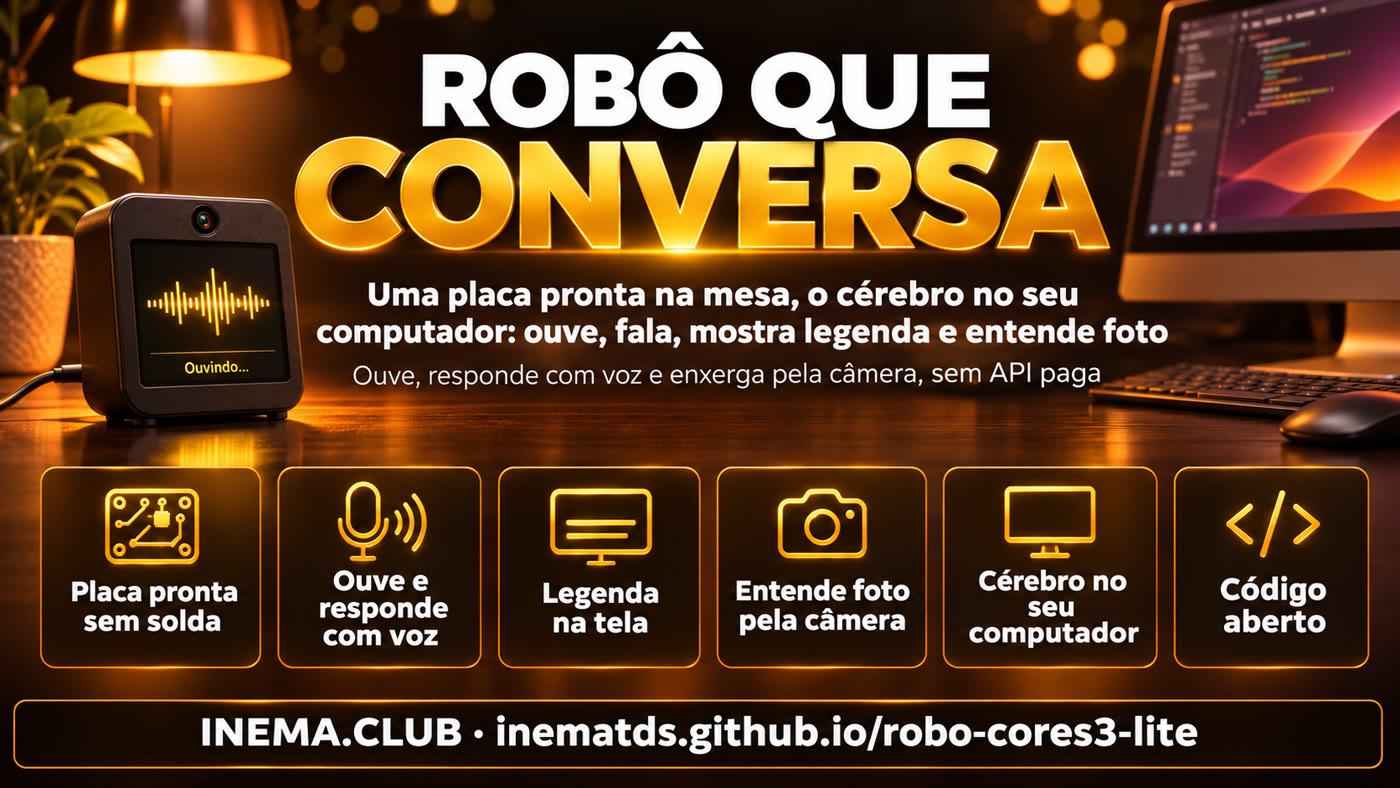 ROBÔ QUE
CONVERSA
Uma placa pronta na mesa, o cérebro no seu
computador: ouve, fala, mostra legenda e entende foto
Ouve, responde com voz e enxerga pela câmera, sem API paga
Ouvindo...
Placa pronta
sem solda
Ouve e
responde
com voz
Legenda
na tela
Entende foto
pela câmera
Cérebro no
seu
computador
Código
aberto
INEMA.CLUB · inematds.github.io/robo-cores3-lite